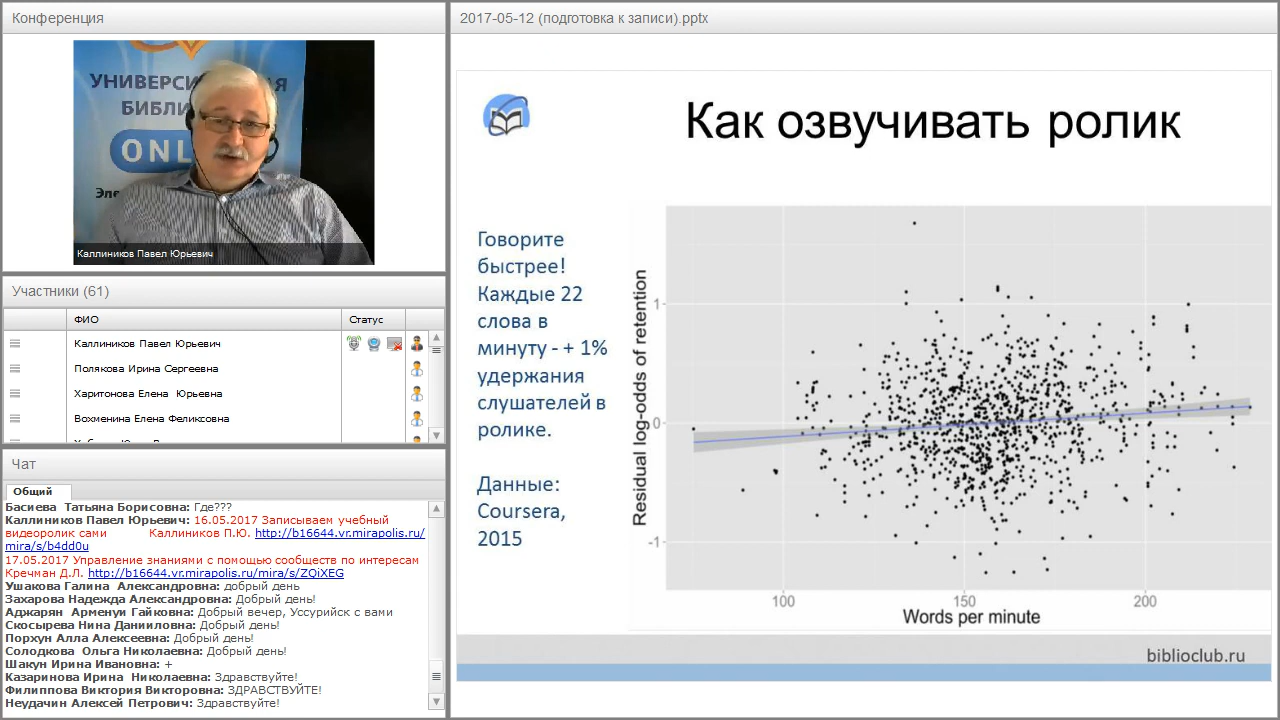 Конференция
УНИВЕРСИ
БИБЛИ
ONL
Эле
Каллиников Павел Юрьевич
Участники (61)
ФИО Статус
Каллиников Павел Юрьевич
Полякова Ирина Сергеевна
Харитонова Елена Юрьевна
Вохменина Елена Феликсовна
Чат
Общий
Басиева Татьяна Борисовна: Где???
Каллиников Павел Юрьевич: 16.05.2017 Записываем учебный
видеоролик сами Каллиников П.Ю. http://b16644.vr.mirapolis.ru/
mira/s/b4dd0u
17.05.2017 Управление знаниями с помощью сообществ по интересам
Кречман Д.Л. http://b16644.vr.mirapolis.ru/mira/s/ZQiXEG
Ушакова Галина Александровна: добрый день
Захарова Надежда Александровна: Добрый день!
Аджарян Арменуи Гайковна: Добрый вечер, Уссурийск с вами
Скосырева Нина Данииловна: Добрый день!
Порхун Алла Алексеевна: Добрый день!
Солодкова Ольга Николаевна: Добрый день!
Шакун Ирина Ивановна: +
Казаринова Ирина Николаевна: Здравствуйте!
Филиппова Виктория Викторовна: ЗДРАВСТВУЙТЕ!
Неудачин Алексей Петрович: Здравствуйте!
2017-05-12 (подготовка к записи).pptx
Как озвучивать ролик
Говорите
быстрее!
Каждые 22
слова в
минуту - + 1%
удержания
слушателей в
ролике.
Данные:
Coursera,
2015
Residual log-odds of retention
1
0
-1
100 150 200
Words per minute
biblioclub.ru